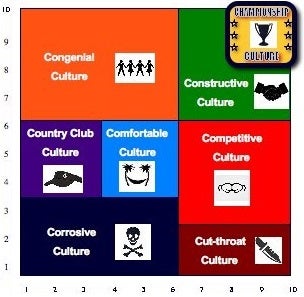 10
CHAMPIONSHIP
CULTURE
9
8
7
6
5
4
3
2
1
Congenial
Culture
Constructive
Culture
Country Club
Culture
Comfortable
Culture
Competitive
Culture
Corrosive
Culture
Cut-throat
Culture
1 2 3 4 5 6 7 8 9 10